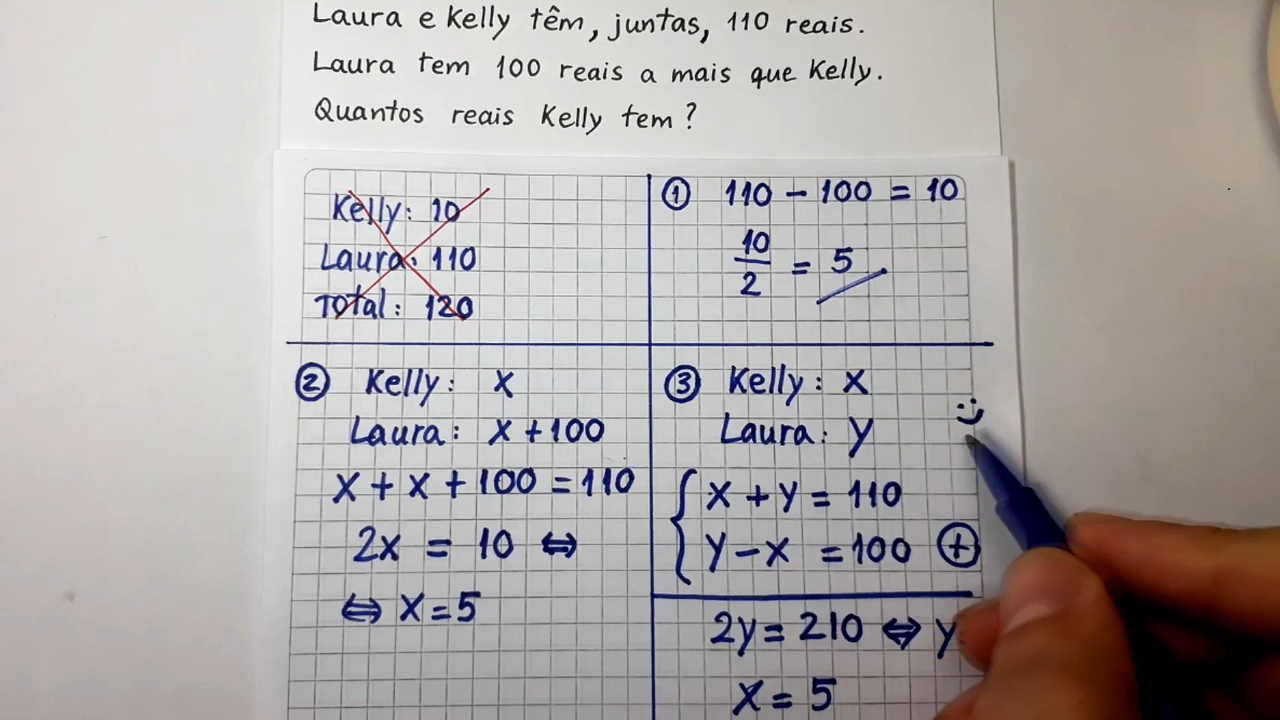 Laura e Kelly têm, juntas, 110 reais.
Laura tem 100 reais a mais que Kelly.
Quantos reais Kelly tem?
Kelly: 10
Laura: 110
Total: 120
① 110 - 100 = 10
10/2 = 5
② Kelly: x
Laura: x + 100
x + x + 100 = 110
2x = 10 ⇔
⇔ x = 5
③ Kelly: x
Laura: y
:)
x + y = 110
y - x = 100 ⊕
2y = 210 ⇔ y
x = 5